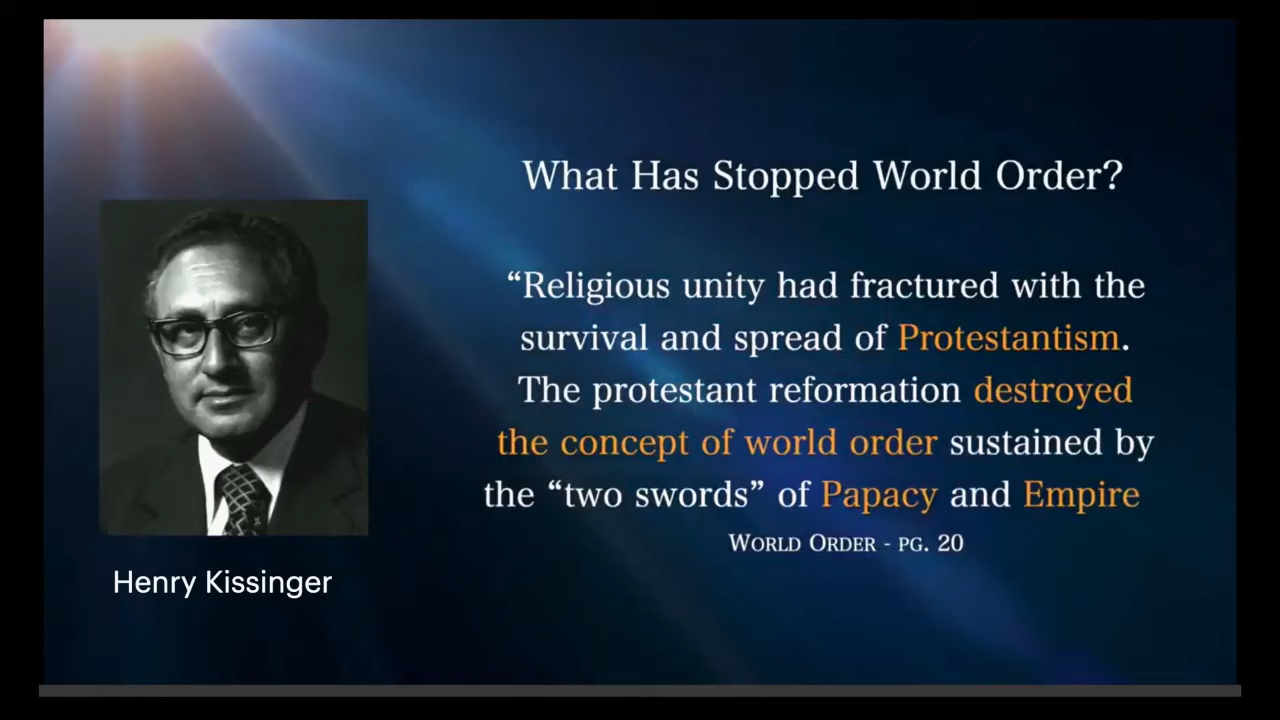 What Has Stopped World Order?
“Religious unity had fractured with the
survival and spread of Protestantism.
The protestant reformation destroyed
the concept of world order sustained by
the “two swords” of Papacy and Empire
World Order - pg. 20
Henry Kissinger